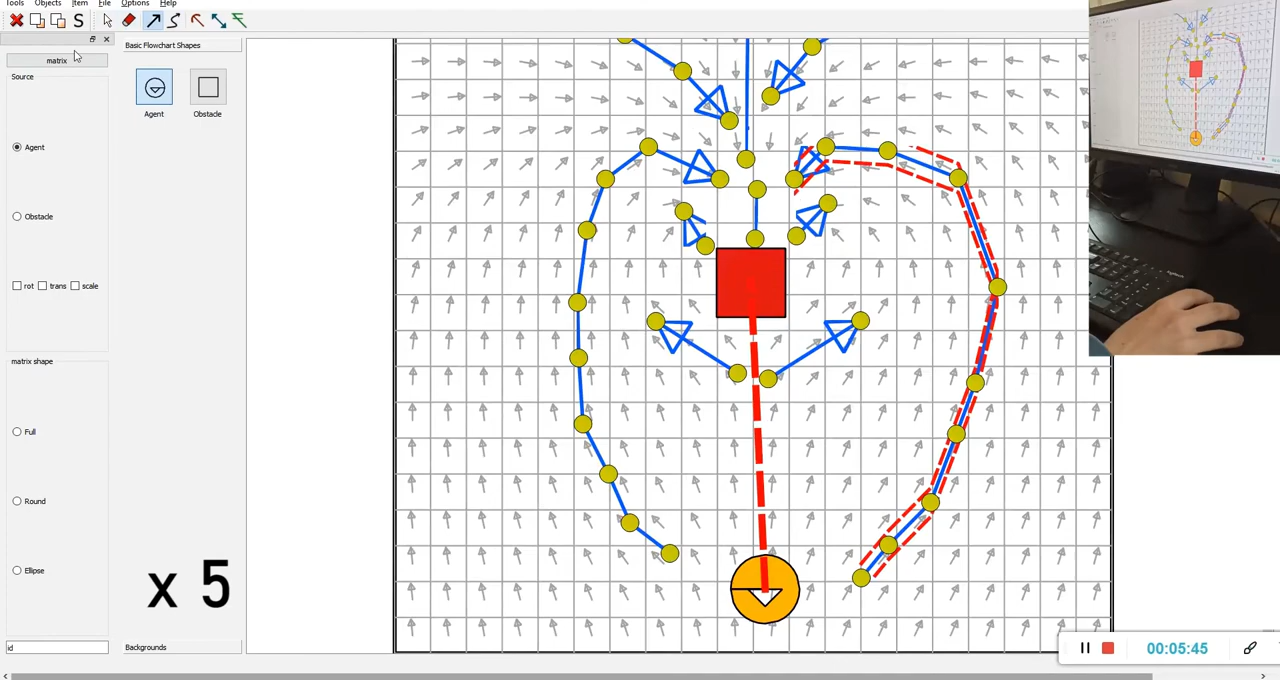 Tools Objects Item File Options Help
S
matrix
Basic Flowchart Shapes
Source
Agent
Obstacle
Agent
Obstacle
rot trans scale
matrix shape
Full
Round
Ellipse
x 5
id
Backgrounds
00:05:45